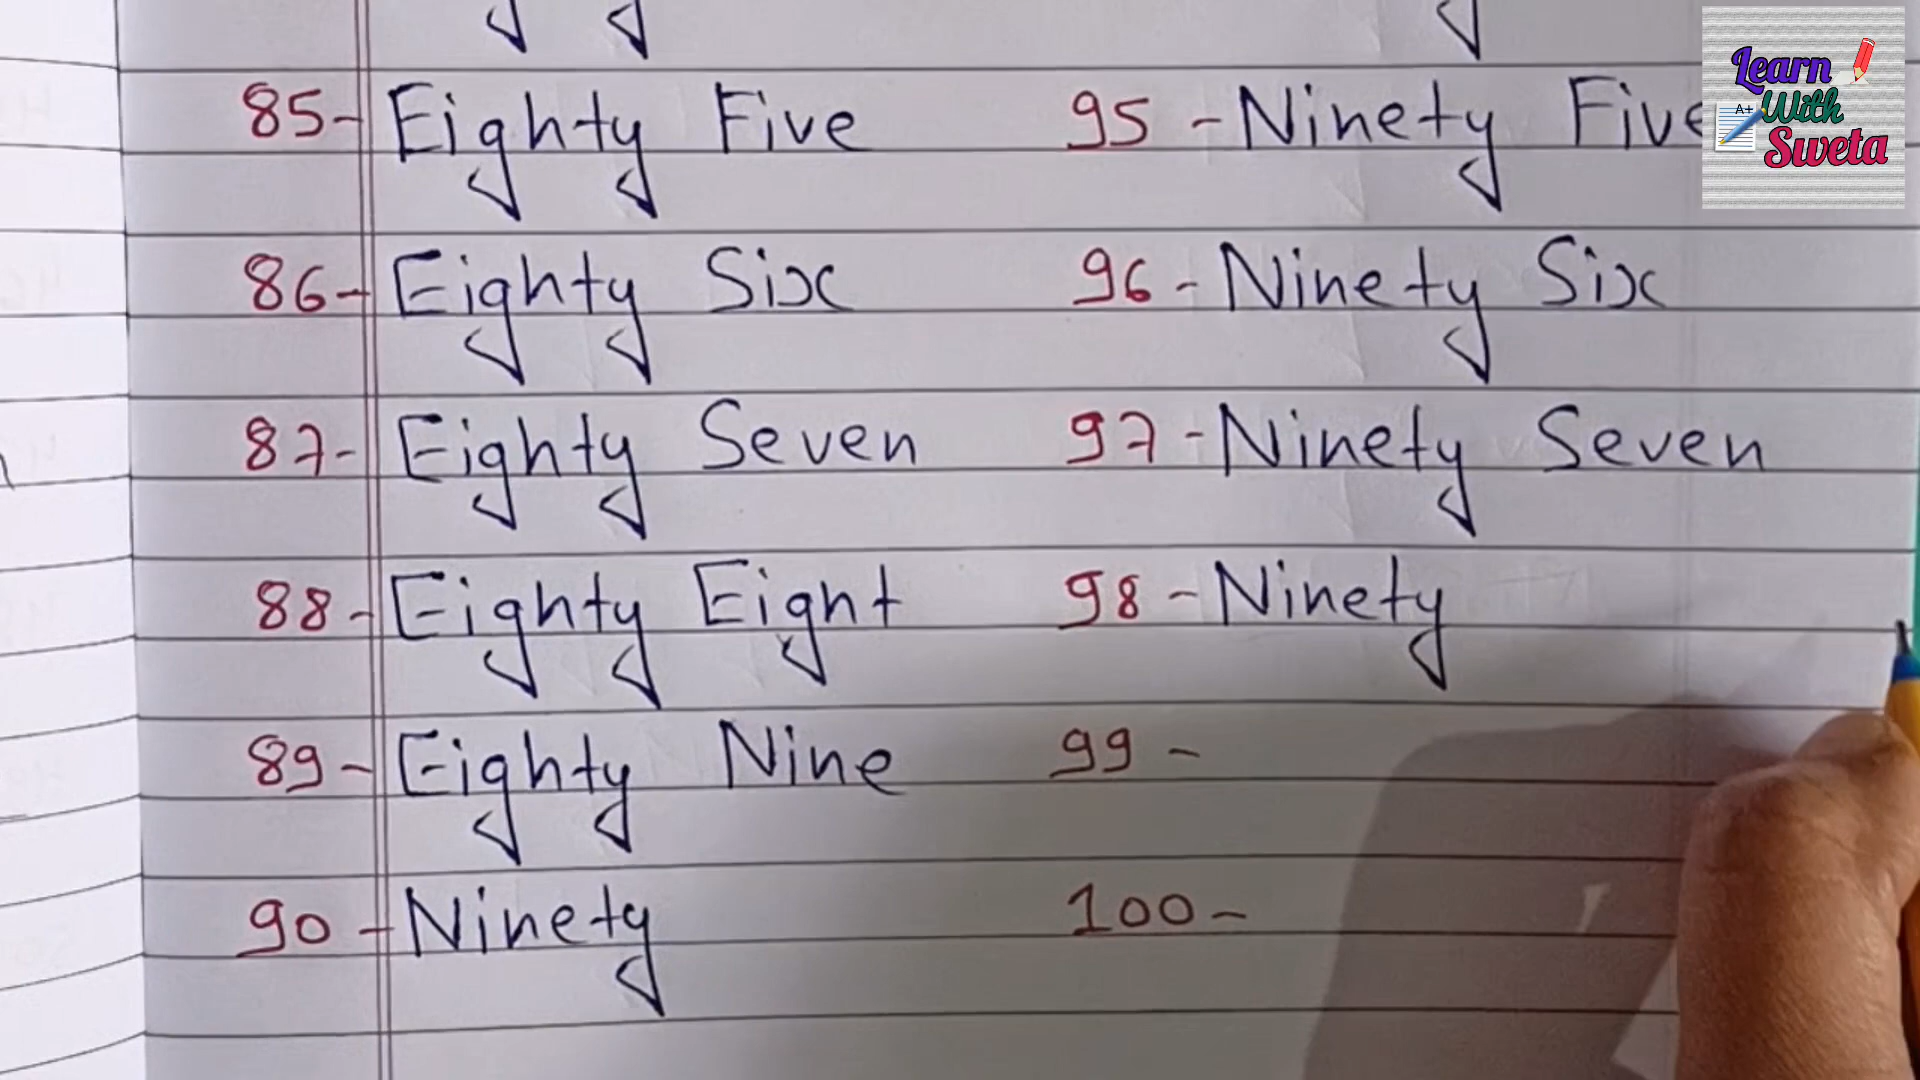 85- Eighty Five 95 - Ninety Five
86- Eighty Six 96 - Ninety Six
87- Eighty Seven 97 - Ninety Seven
88- Eighty Eight 98 - Ninety
89- Eighty Nine 99 -
90 - Ninety 100 -
Learn
A+ With
Sweta